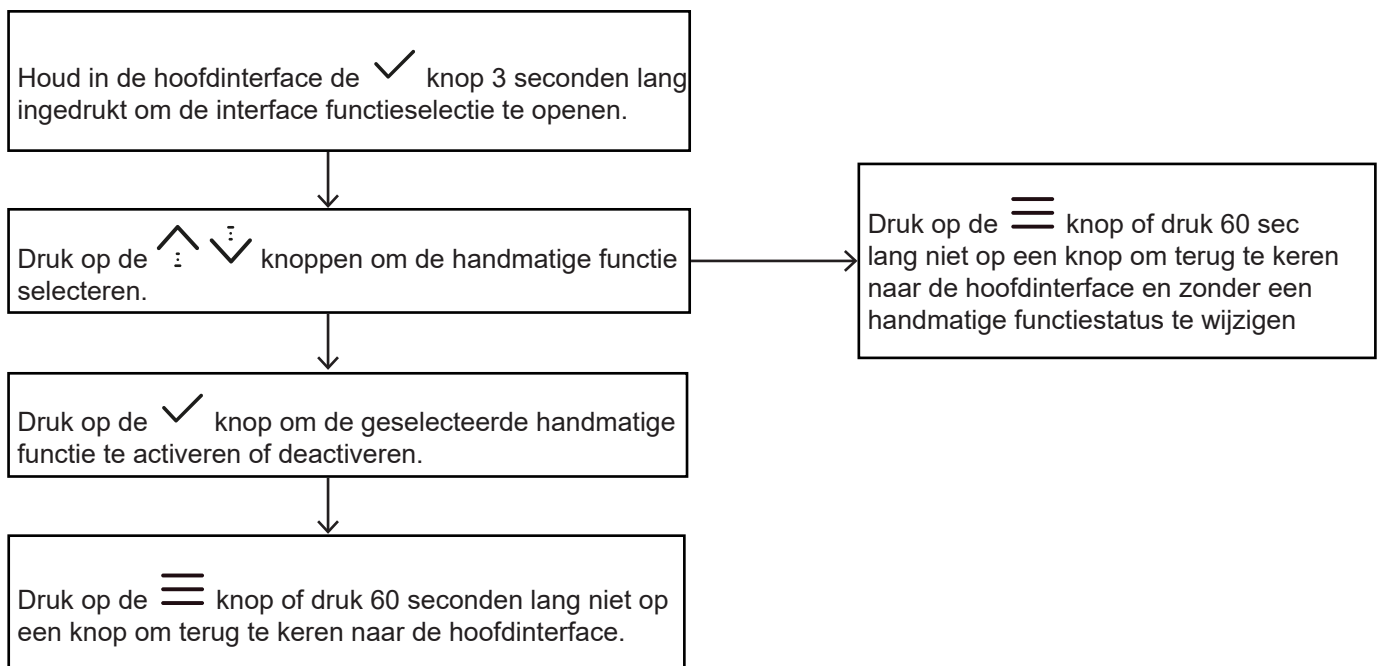 Houd in de hoofdinterface de knop 3 seconden lang
ingedrukt om de interface functieselectie te openen.
Druk op de knoppen om de handmatige functie
selecteren.
Druk op de knop of druk 60 sec
lang niet op een knop om terug te keren
naar de hoofdinterface en zonder een
handmatige functiestatus te wijzigen
Druk op de knop om de geselecteerde handmatige
functie te activeren of deactiveren.
Druk op de knop of druk 60 seconden lang niet op
een knop om terug te keren naar de hoofdinterface.